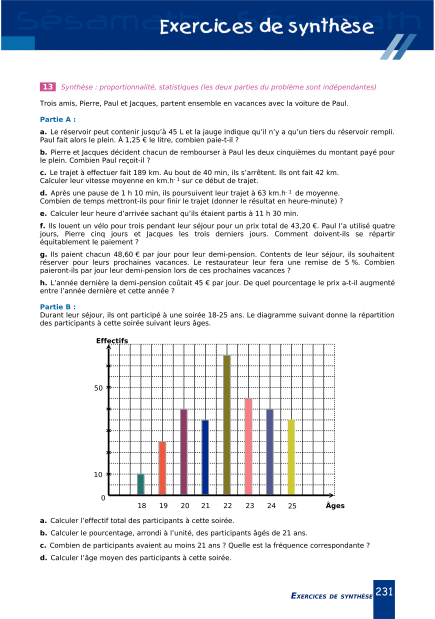 Exercices de synthèse
13 Synthèse : proportionnalité, statistiques (les deux parties du problème sont indépendantes)
Trois amis, Pierre, Paul et Jacques, partent ensemble en vacances avec la voiture de Paul.
Partie A :
a. Le réservoir peut contenir jusqu'à 45 L et la jauge indique qu'il n'y a qu'un tiers du réservoir rempli.
Paul fait alors le plein. À 1,25 € le litre, combien paie-t-il ?
b. Pierre et Jacques décident chacun de rembourser à Paul les deux cinquièmes du montant payé pour
le plein. Combien Paul reçoit-il ?
c. Le trajet à effectuer fait 189 km. Au bout de 40 min, ils s'arrêtent. Ils ont fait 42 km.
Calculer leur vitesse moyenne en km.h⁻¹ sur ce début de trajet.
d. Après une pause de 1 h 10 min, ils poursuivent leur trajet à 63 km.h⁻¹ de moyenne.
Combien de temps mettront-ils pour finir le trajet (donner le résultat en heure-minute) ?
e. Calculer leur heure d'arrivée sachant qu'ils étaient partis à 11 h 30 min.
f. Ils louent un vélo pour trois pendant leur séjour pour un prix total de 43,20 €. Paul l'a utilisé quatre
jours, Pierre cinq jours et Jacques les trois derniers jours. Comment doivent-ils se répartir
équitablement le paiement ?
g. Ils paient chacun 48,60 € par jour pour leur demi-pension. Contents de leur séjour, ils souhaitent
réserver pour leurs prochaines vacances. Le restaurateur leur fera une remise de 5 %. Combien
paieront-ils par jour leur demi-pension lors de ces prochaines vacances ?
h. L'année dernière la demi-pension coûtait 45 € par jour. De quel pourcentage le prix a-t-il augmenté
entre l'année dernière et cette année ?
Partie B :
Durant leur séjour, ils ont participé à une soirée 18-25 ans. Le diagramme suivant donne la répartition
des participants à cette soirée suivant leurs âges.
Effectifs
50
10
0
18 19 20 21 22 23 24 25 Âges
a. Calculer l'effectif total des participants à cette soirée.
b. Calculer le pourcentage, arrondi à l'unité, des participants âgés de 21 ans.
c. Combien de participants avaient au moins 21 ans ? Quelle est la fréquence correspondante ?
d. Calculer l'âge moyen des participants à cette soirée.
EXERCICES DE SYNTHÈSE 231